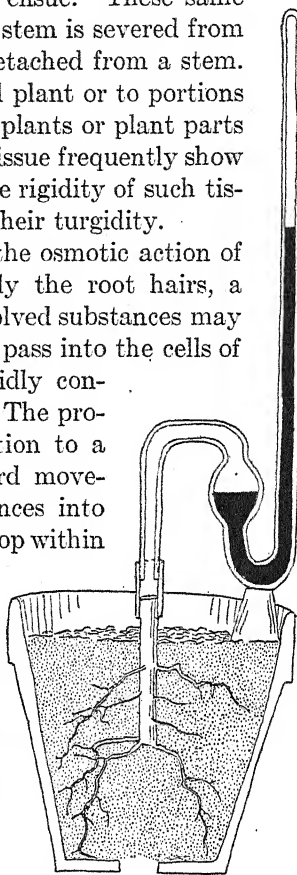 ensue. These same
stem is severed from
etached from a stem.
plant or to portions
plants or plant parts
issue frequently show
e rigidity of such tis-
heir turgidity.
the osmotic action of
ly the root hairs, a
olved substances may
pass into the cells of
idly con-
The pro-
tion to a
rd move-
nces into
op within